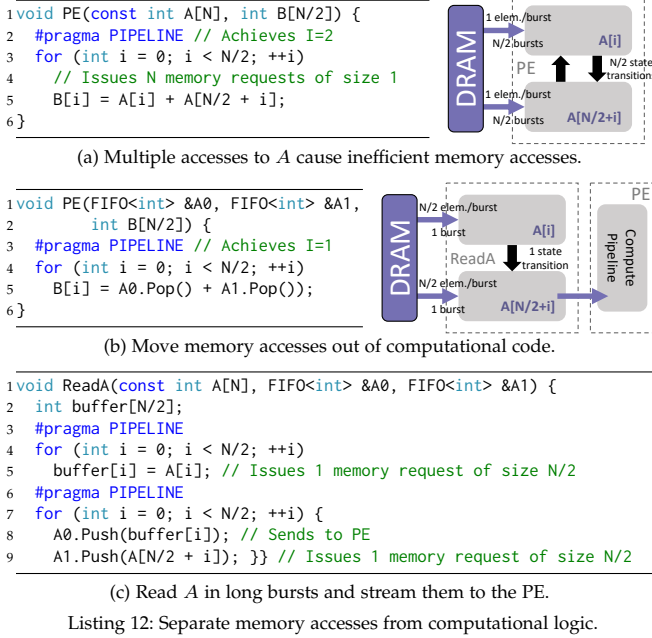 1 void PE(const int A[N], int B[N/2]) {
2 #pragma PIPELINE // Achieves I=2
3 for (int i = 0; i < N/2; ++i)
4 // Issues N memory requests of size 1
5 B[i] = A[i] + A[N/2 + i];
6 }
DRAM
1 elem./burst
N/2 bursts
A[i]
PE
N/2 state
transitions
1 elem./burst
N/2 bursts
A[N/2+i]
(a) Multiple accesses to A cause inefficient memory accesses.
1 void PE(FIFO<int> &A0, FIFO<int> &A1,
2 int B[N/2]) {
3 #pragma PIPELINE // Achieves I=1
4 for (int i = 0; i < N/2; ++i)
5 B[i] = A0.Pop() + A1.Pop());
6 }
DRAM
N/2 elem./burst
1 burst
A[i]
ReadA
1 state
transition
N/2 elem./burst
1 burst
A[N/2+i]
PE
Compute
Pipeline
(b) Move memory accesses out of computational code.
1 void ReadA(const int A[N], FIFO<int> &A0, FIFO<int> &A1) {
2 int buffer[N/2];
3 #pragma PIPELINE
4 for (int i = 0; i < N/2; ++i)
5 buffer[i] = A[i]; // Issues 1 memory request of size N/2
6 #pragma PIPELINE
7 for (int i = 0; i < N/2; ++i) {
8 A0.Push(buffer[i]); // Sends to PE
9 A1.Push(A[N/2 + i]); }} // Issues 1 memory request of size N/2
(c) Read A in long bursts and stream them to the PE.
Listing 12: Separate memory accesses from computational logic.